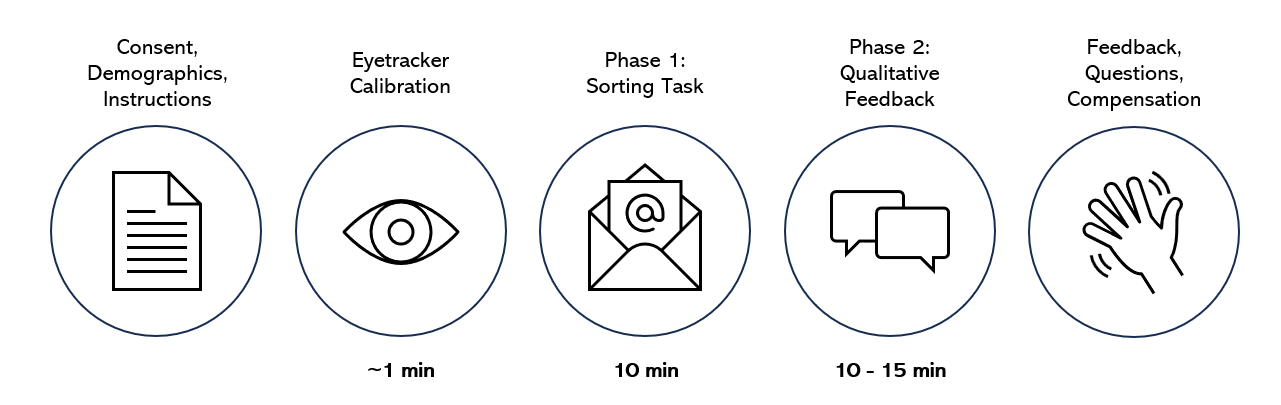 Consent,
Demographics,
Instructions
Eyetracker
Calibration
Phase 1:
Sorting Task
Phase 2:
Qualitative
Feedback
Feedback,
Questions,
Compensation
@
~1 min
10 min
10 - 15 min